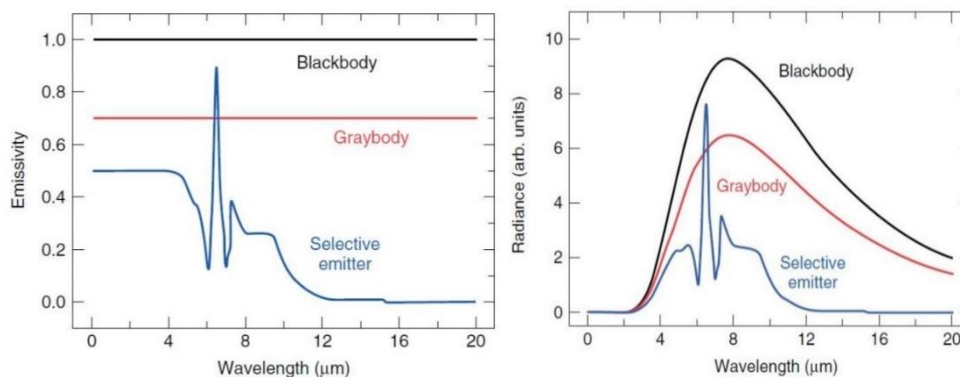 1.0
0.8
0.6
0.4
0.2
0.0
Emissivity
Blackbody
Graybody
Selective
emitter
0 4 8 12 16 20
Wavelength (μm)
10
8
6
4
2
0
Radiance (arb. units)
Blackbody
Graybody
Selective
emitter
0 4 8 12 16 20
Wavelength (μm)